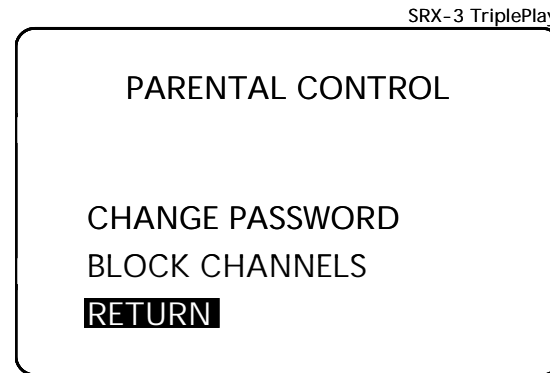 SRX-3 TriplePlay
PARENTAL CONTROL
CHANGE PASSWORD
BLOCK CHANNELS
RETURN